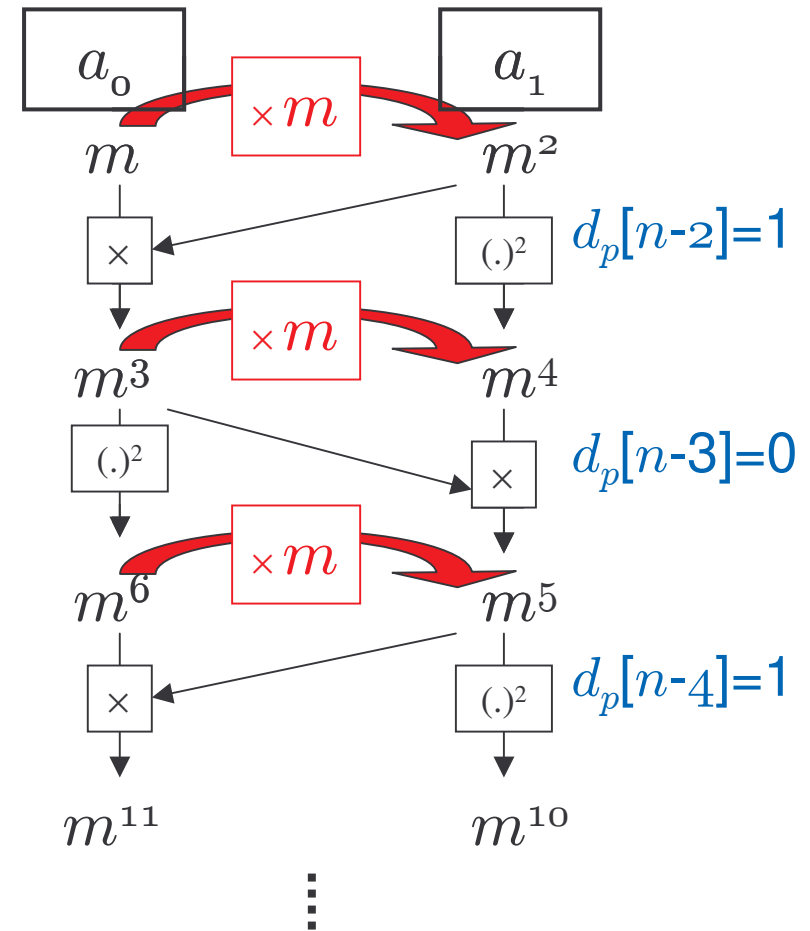 a₀ × m a₁
m m²
× (.)² dₚ[n-2]=1
× m
m³ m⁴
(.)² × dₚ[n-3]=0
× m
m⁶ m⁵
× (.)² dₚ[n-4]=1
m¹¹ m¹⁰